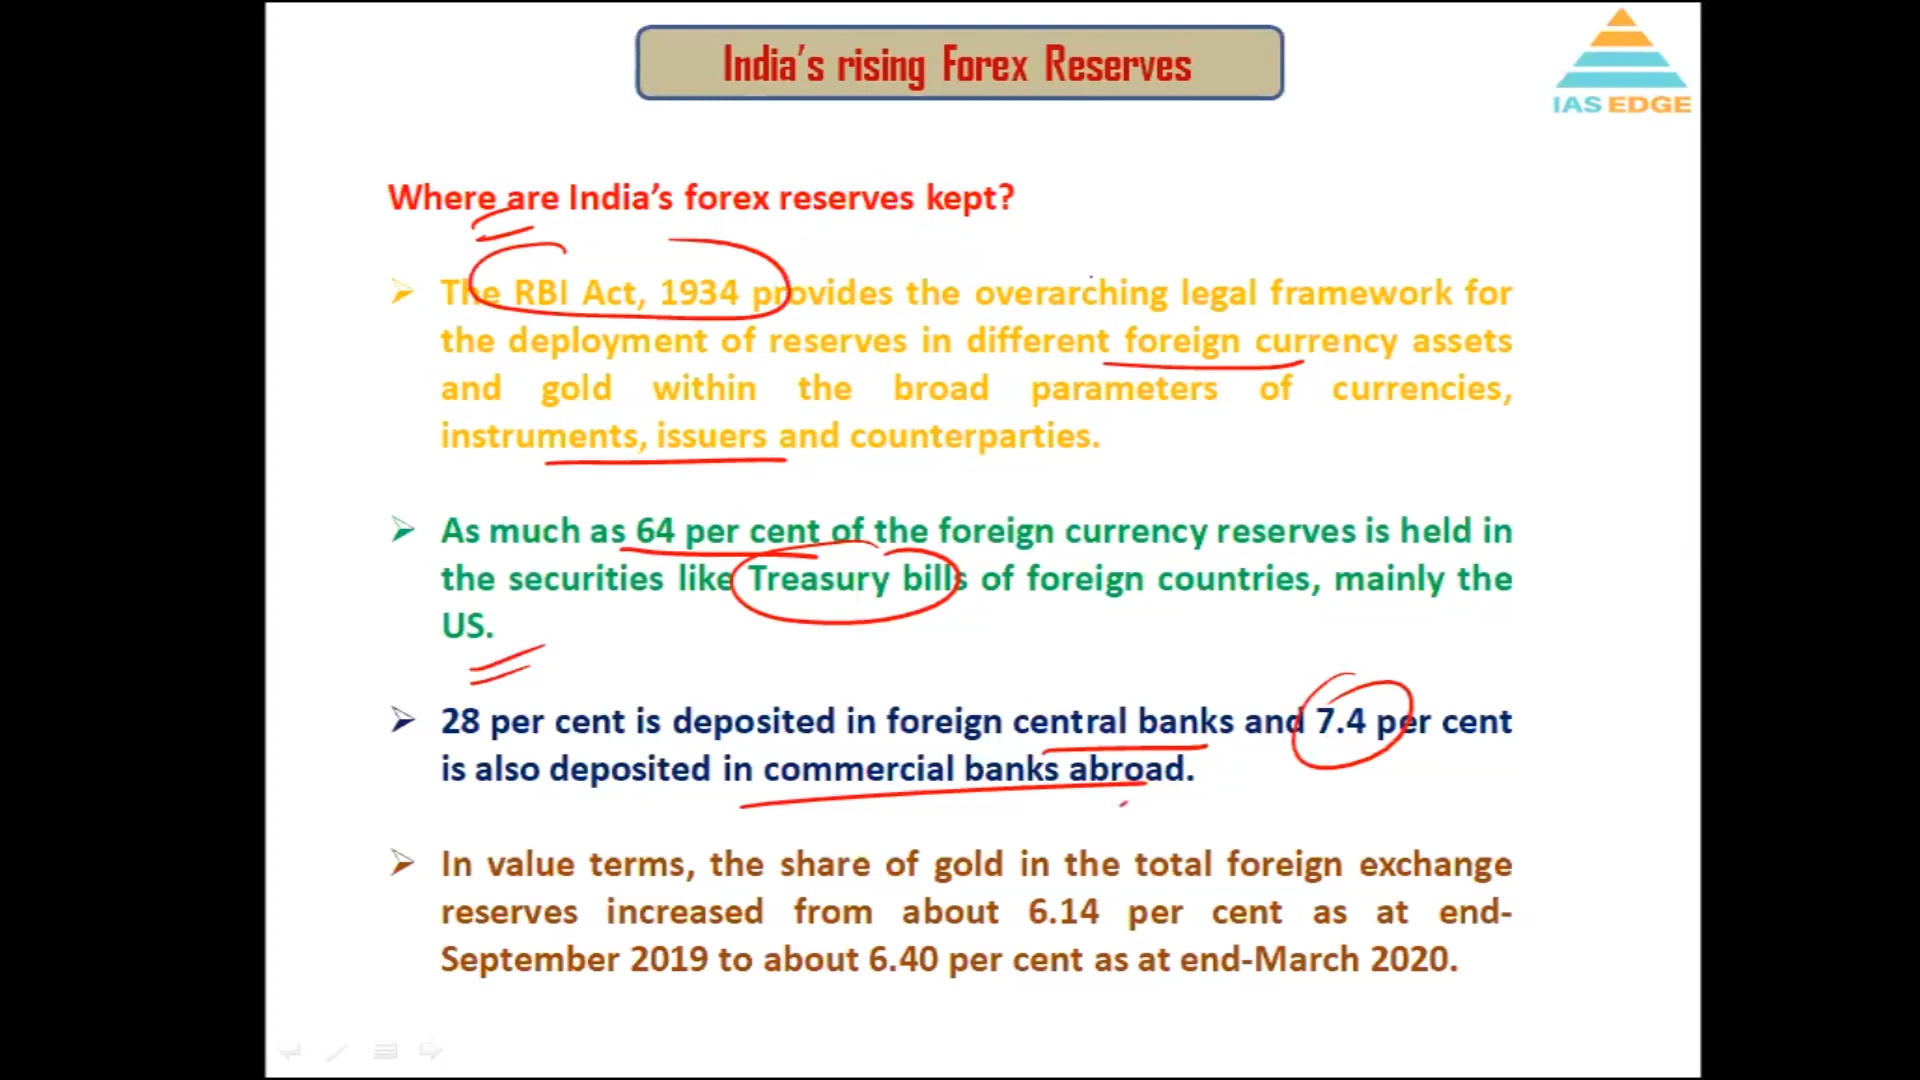 India's rising Forex Reserves
IAS EDGE
Where are India's forex reserves kept?
The RBI Act, 1934 provides the overarching legal framework for
the deployment of reserves in different foreign currency assets
and gold within the broad parameters of currencies,
instruments, issuers and counterparties.
As much as 64 per cent of the foreign currency reserves is held in
the securities like Treasury bills of foreign countries, mainly the
US.
28 per cent is deposited in foreign central banks and 7.4 per cent
is also deposited in commercial banks abroad.
In value terms, the share of gold in the total foreign exchange
reserves increased from about 6.14 per cent as at end-
September 2019 to about 6.40 per cent as at end-March 2020.